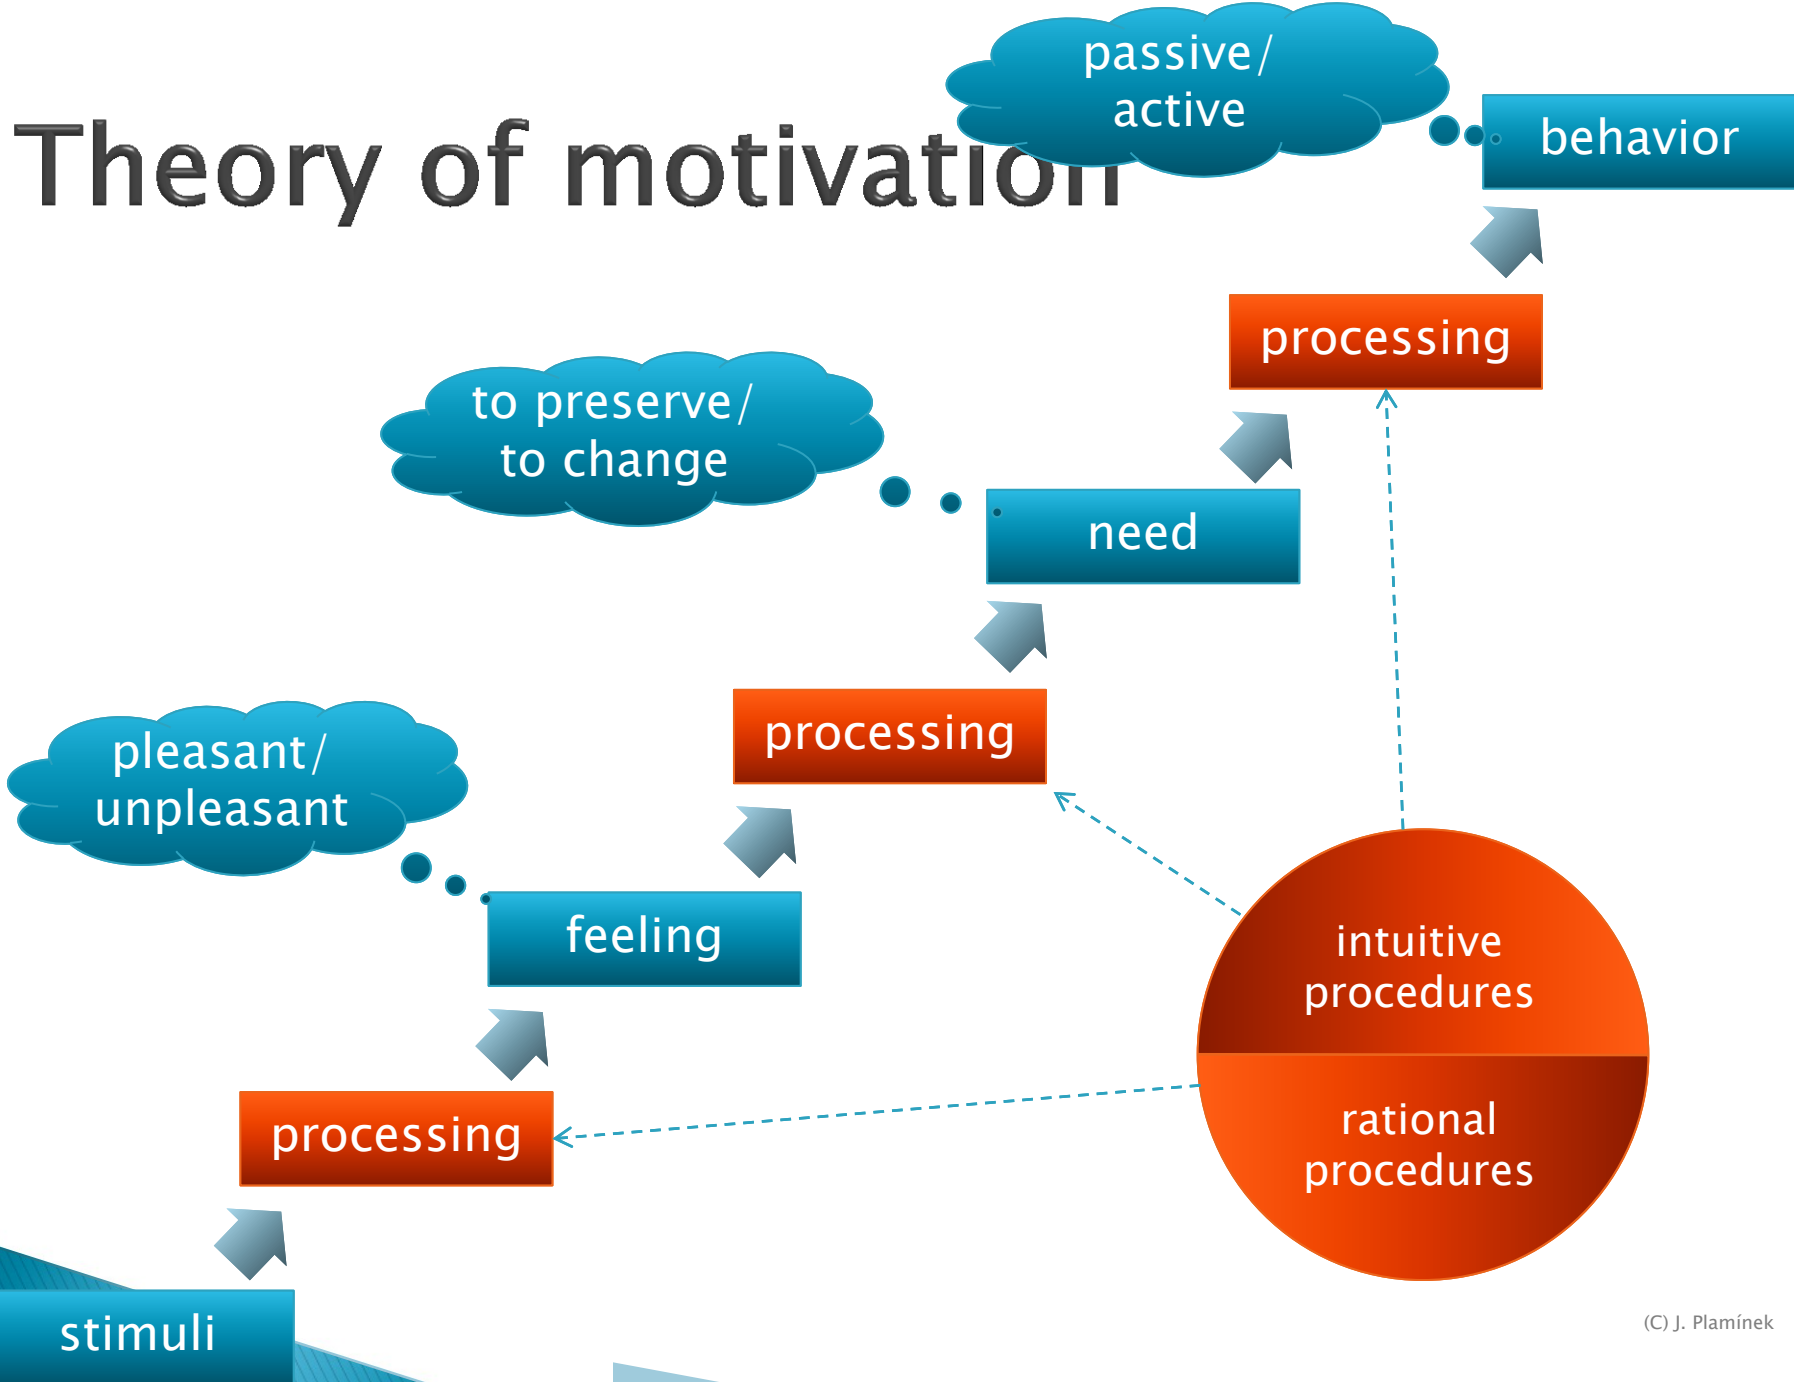 passive/
active
behavior
Theory of motivation
processing
to preserve/
to change
need
processing
pleasant/
unpleasant
feeling
intuitive
procedures
processing
rational
procedures
stimuli
(C) J. Plamínek